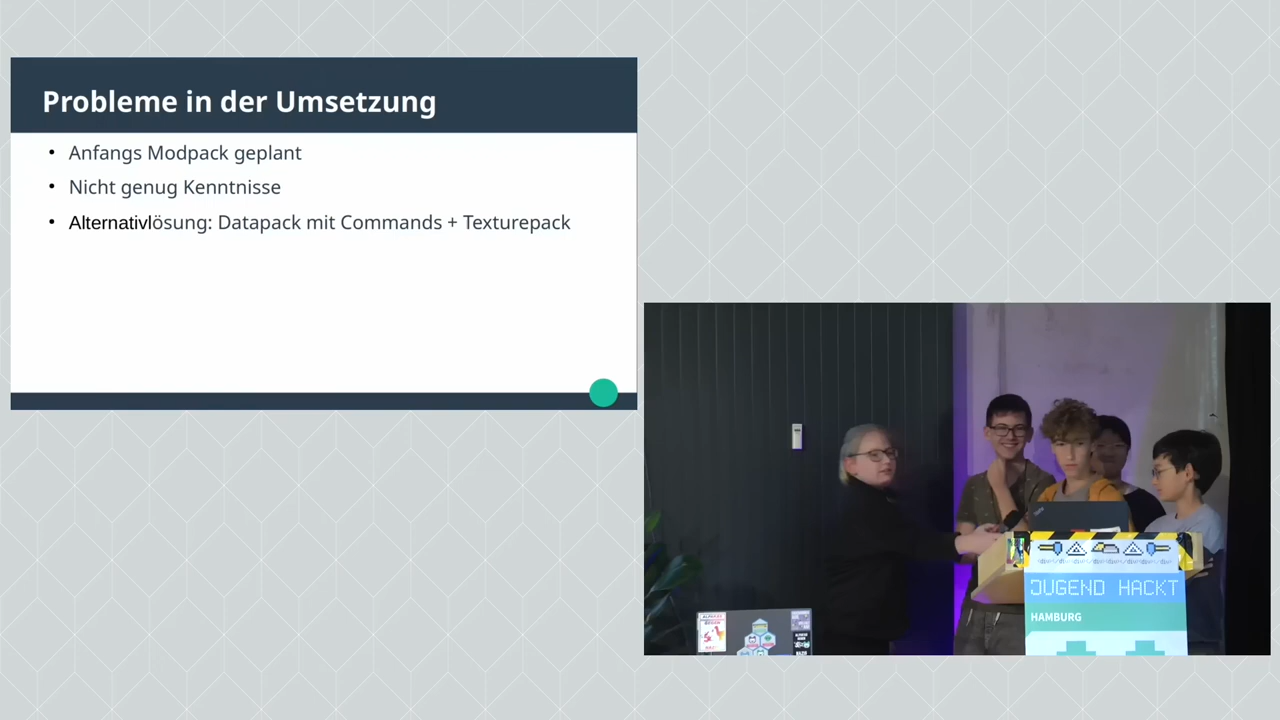 Probleme in der Umsetzung
• Anfangs Modpack geplant
• Nicht genug Kenntnisse
• Alternativlösung: Datapack mit Commands + Texturepack
JUGEND HACKT
HAMBURG